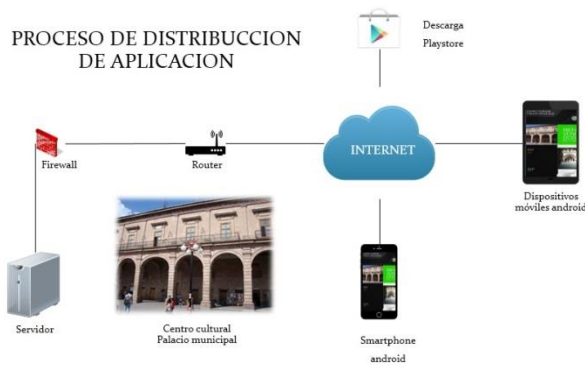 PROCESO DE DISTRIBUCCION
DE APLICACION
Descarga
Playstore
Firewall
Router
INTERNET
Dispositivos
móviles android
Servidor
Centro cultural
Palacio municipal
Smartphone
android